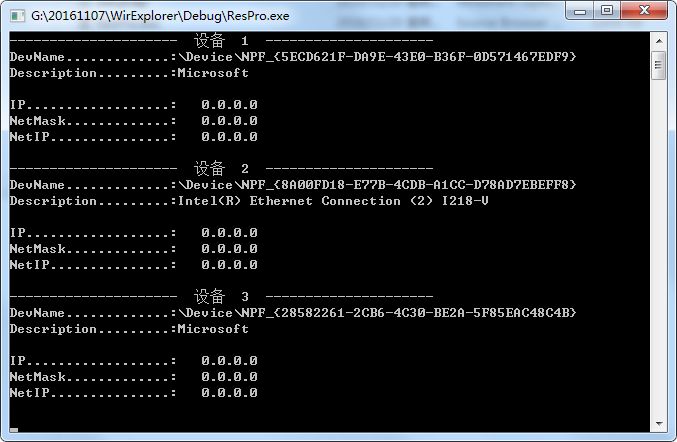 G:\20161107\WirExplorer\Debug\ResPro.exe
--------------------- 设备 1 ---------------------
DevName.............:\Device\NPF_{5ECD621F-DA9E-43E0-B36F-0D571467EDF9}
Description.........:Microsoft
IP..................: 0.0.0.0
NetMask.............: 0.0.0.0
NetIP...............: 0.0.0.0
--------------------- 设备 2 ---------------------
DevName.............:\Device\NPF_{8A00FD18-E77B-4CDB-A1CC-D78AD7EBEFF8}
Description.........:Intel(R) Ethernet Connection (2) I218-V
IP..................: 0.0.0.0
NetMask.............: 0.0.0.0
NetIP...............: 0.0.0.0
--------------------- 设备 3 ---------------------
DevName.............:\Device\NPF_{28582261-2CB6-4C30-BE2A-5F85EAC48C4B}
Description.........:Microsoft
IP..................: 0.0.0.0
NetMask.............: 0.0.0.0
NetIP...............: 0.0.0.0